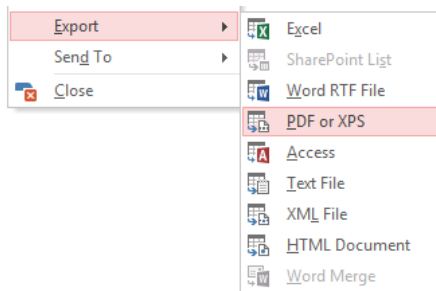 Export
Send To
Close
Excel
SharePoint List
Word RTF File
PDF or XPS
Access
Text File
XML File
HTML Document
Word Merge